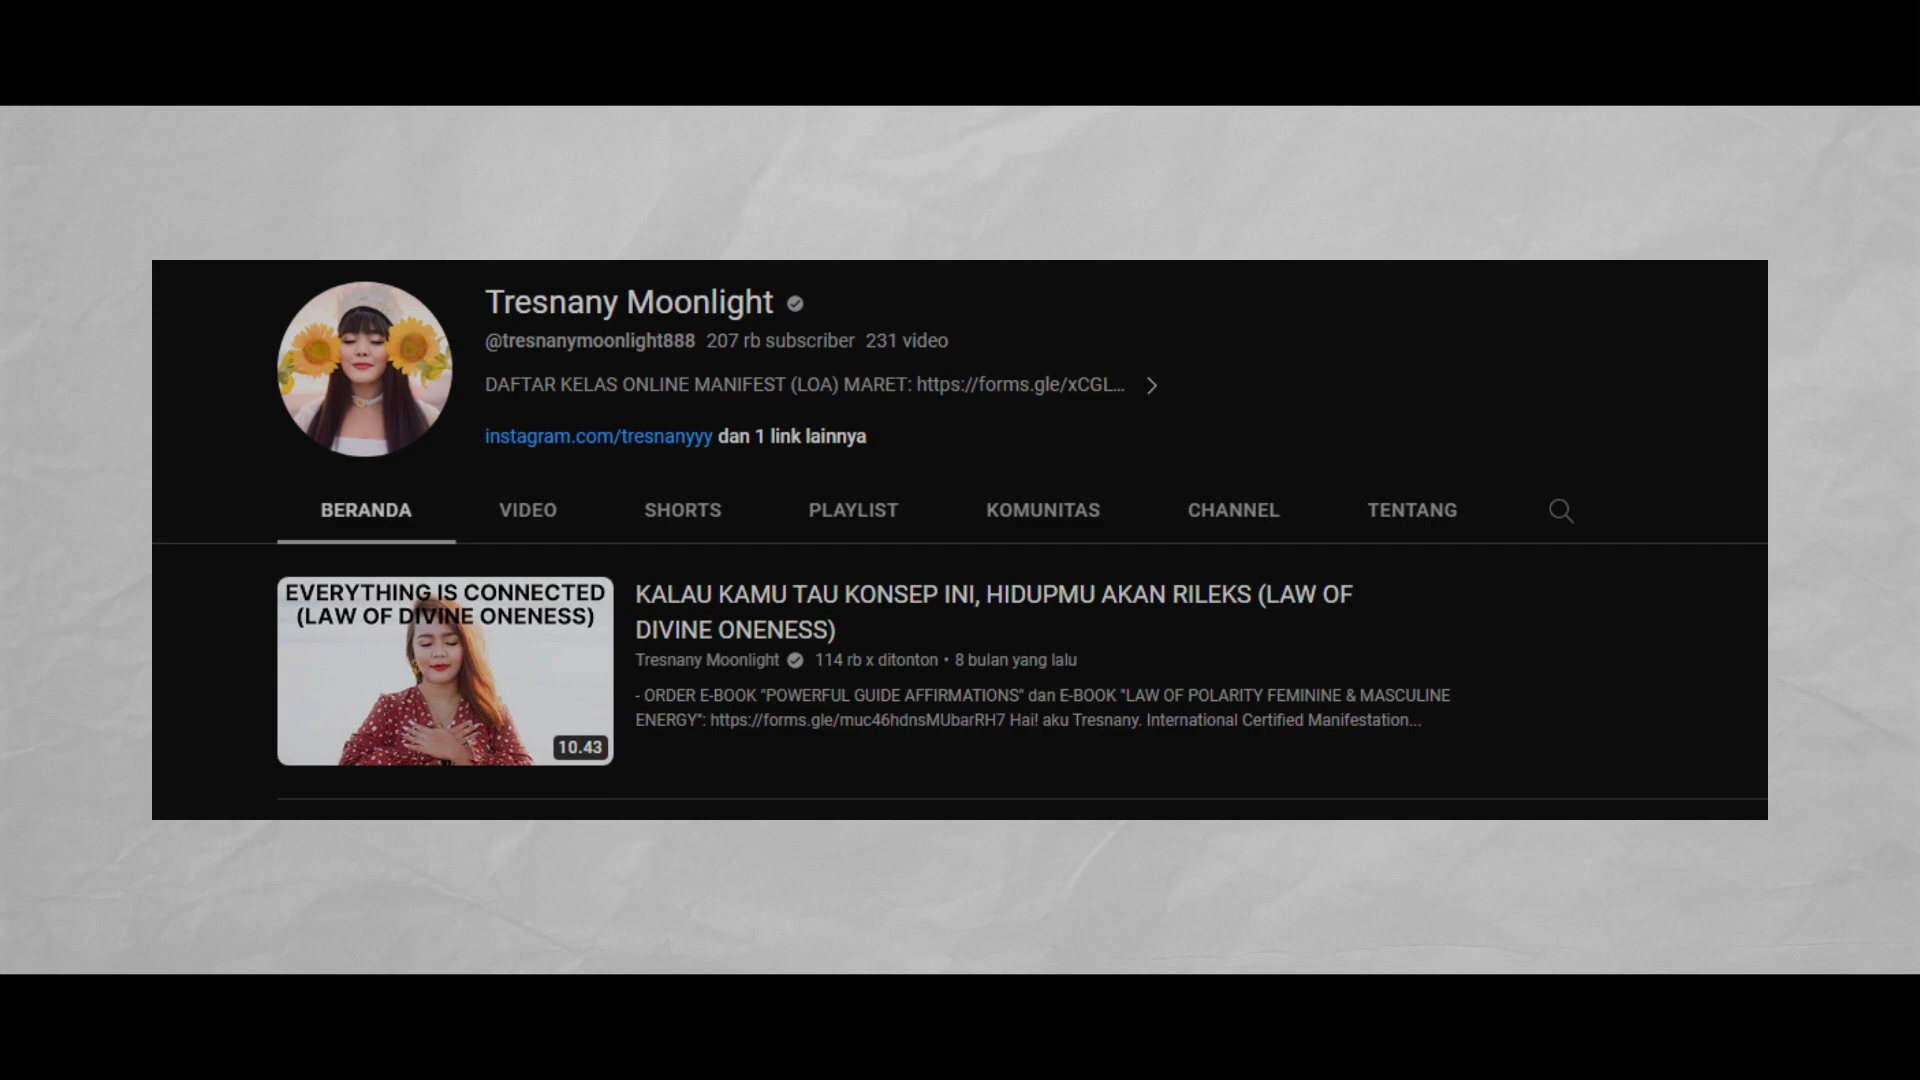 Tresnany Moonlight
@tresnanymoonlight888 207 rb subscriber 231 video
DAFTAR KELAS ONLINE MANIFEST (LOA) MARET: https://forms.gle/xCGL...
instagram.com/tresnanyyy dan 1 link lainnya
BERANDA VIDEO SHORTS PLAYLIST KOMUNITAS CHANNEL TENTANG
EVERYTHING IS CONNECTED
(LAW OF DIVINE ONENESS)
10.43
KALAU KAMU TAU KONSEP INI, HIDUPMU AKAN RILEKS (LAW OF
DIVINE ONENESS)
Tresnany Moonlight 114 rb x ditonton • 8 bulan yang lalu
- ORDER E-BOOK "POWERFUL GUIDE AFFIRMATIONS" dan E-BOOK "LAW OF POLARITY FEMININE & MASCULINE
ENERGY": https://forms.gle/muc46hdnsMUbarRH7 Hai! aku Tresnany. International Certified Manifestation...